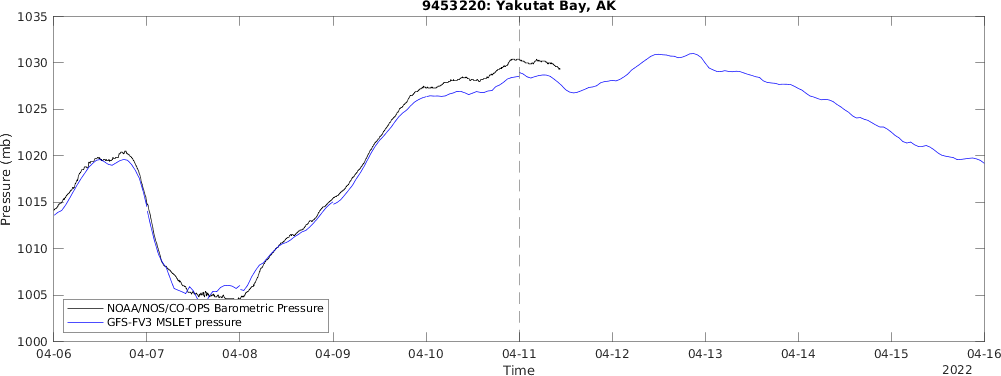 9453220: Yakutat Bay, AK
Pressure (mb)
1035
1030
1025
1020
1015
1010
1005
1000
NOAA/NOS/CO-OPS Barometric Pressure
GFS-FV3 MSLET pressure
04-06 04-07 04-08 04-09 04-10 04-11 04-12 04-13 04-14 04-15 04-16
Time
2022